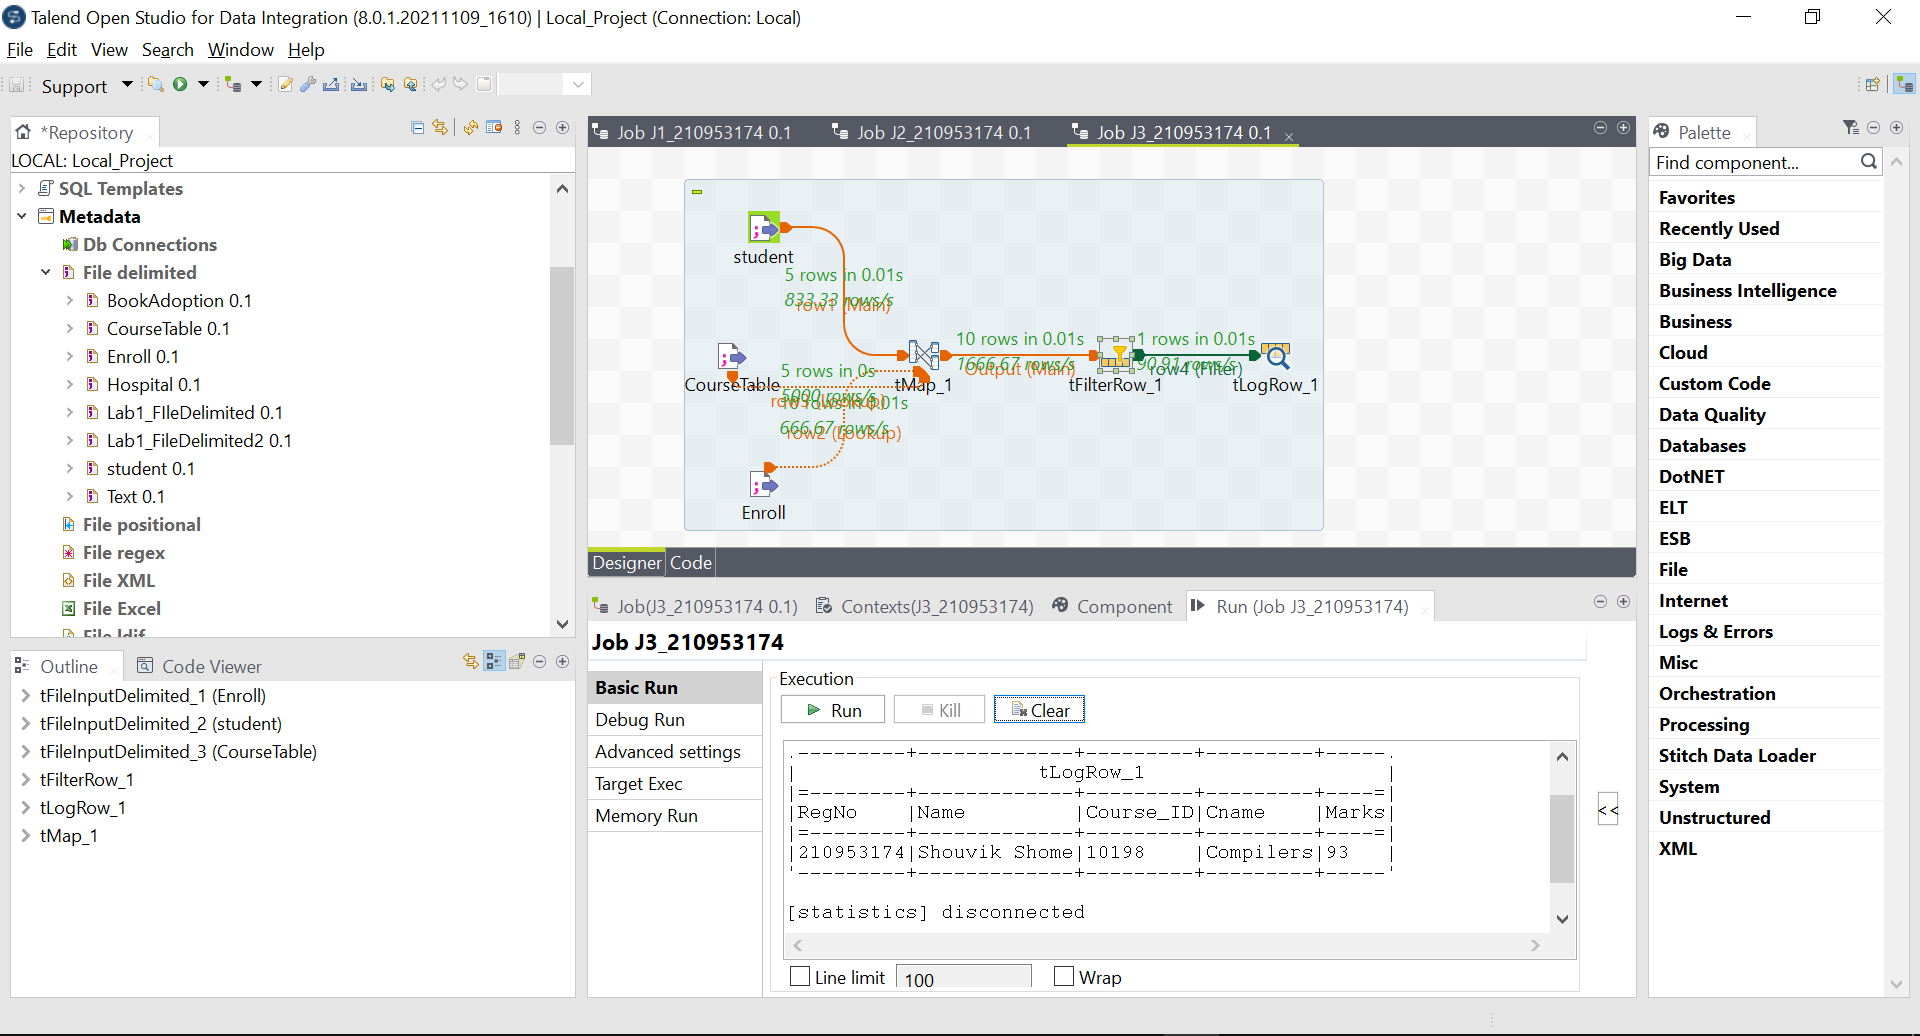 Talend Open Studio for Data Integration (8.0.1.20211109_1610) | Local_Project (Connection: Local)
File Edit View Search Window Help
Support
*Repository
LOCAL: Local_Project
SQL Templates
Metadata
Db Connections
File delimited
BookAdoption 0.1
CourseTable 0.1
Enroll 0.1
Hospital 0.1
Lab1_FIleDelimited 0.1
Lab1_FileDelimited2 0.1
student 0.1
Text 0.1
File positional
File regex
File XML
File Excel
File ldif
Outline Code Viewer
tFileInputDelimited_1 (Enroll)
tFileInputDelimited_2 (student)
tFileInputDelimited_3 (CourseTable)
tFilterRow_1
tLogRow_1
tMap_1
Job J1_210953174 0.1 Job J2_210953174 0.1 Job J3_210953174 0.1
student
5 rows in 0.01s
833.33 rows/s
row1 (Main)
10 rows in 0.01s
1666.67 rows/s
Output (Main)
1 rows in 0.01s
90.91 rows/s
row4 (Filter)
CourseTable
tMap_1
tFilterRow_1
tLogRow_1
5 rows in 0s
5000 rows/s
row3 (Lookup)
10 rows in 0.01s
666.67 rows/s
row2 (Lookup)
Enroll
Designer Code
Job(J3_210953174 0.1) Contexts(J3_210953174) Component Run (Job J3_210953174)
Job J3_210953174
Basic Run
Debug Run
Advanced settings
Target Exec
Memory Run
Execution
Run Kill Clear
.---------+-------------+---------+---------+-----.
| tLogRow_1 |
|=--------+-------------+---------+---------+----=|
|RegNo |Name |Course_ID|Cname |Marks|
|=--------+-------------+---------+---------+----=|
|210953174|Shouvik Shome|10198 |Compilers|93 |
'---------+-------------+---------+---------+-----'
[statistics] disconnected
Line limit 100 Wrap
<<
Palette
Find component...
Favorites
Recently Used
Big Data
Business Intelligence
Business
Cloud
Custom Code
Data Quality
Databases
DotNET
ELT
ESB
File
Internet
Logs & Errors
Misc
Orchestration
Processing
Stitch Data Loader
System
Unstructured
XML